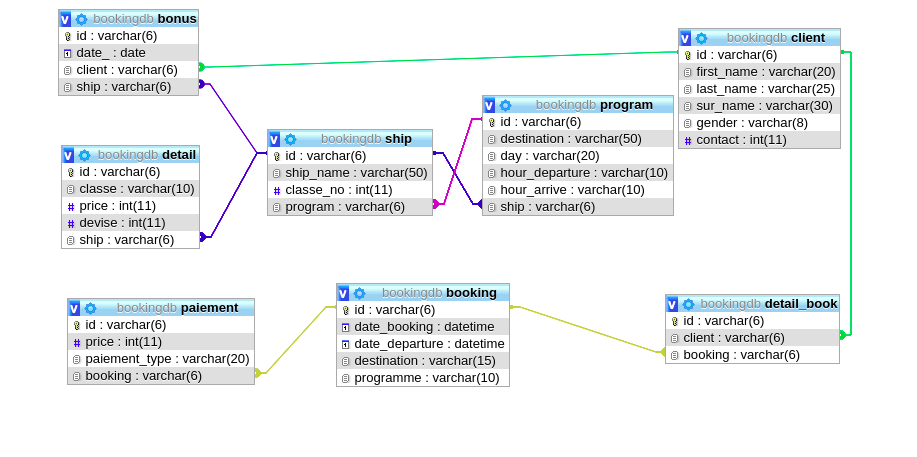 bookingdb bonus
id : varchar(6)
date_ : date
client : varchar(6)
ship : varchar(6)
bookingdb client
id : varchar(6)
first_name : varchar(20)
last_name : varchar(25)
sur_name : varchar(30)
gender : varchar(8)
contact : int(11)
bookingdb program
id : varchar(6)
destination : varchar(50)
day : varchar(20)
hour_departure : varchar(10)
hour_arrive : varchar(10)
ship : varchar(6)
bookingdb ship
id : varchar(6)
ship_name : varchar(50)
classe_no : int(11)
program : varchar(6)
bookingdb detail
id : varchar(6)
classe : varchar(10)
price : int(11)
devise : int(11)
ship : varchar(6)
bookingdb paiement
id : varchar(6)
price : int(11)
paiement_type : varchar(20)
booking : varchar(6)
bookingdb booking
id : varchar(6)
date_booking : datetime
date_departure : datetime
destination : varchar(15)
programme : varchar(10)
bookingdb detail_book
id : varchar(6)
client : varchar(6)
booking : varchar(6)